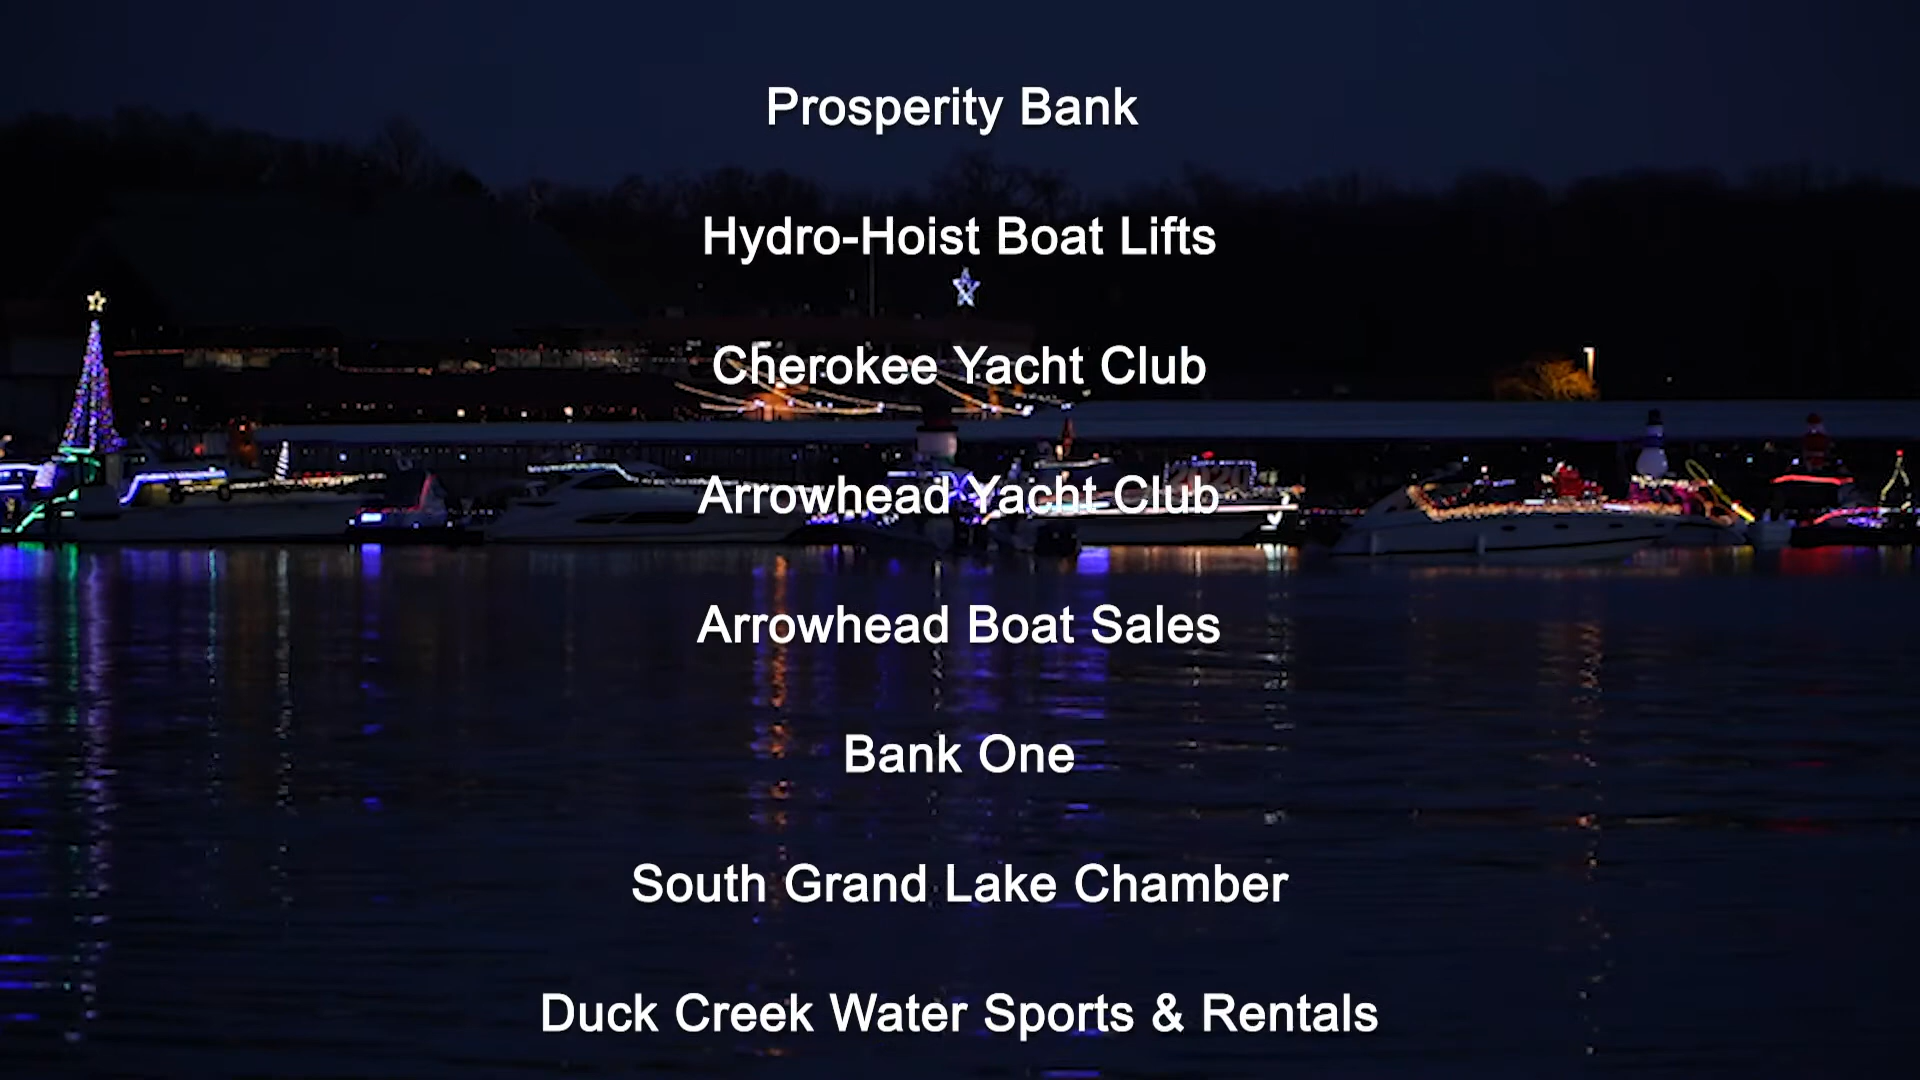 Prosperity Bank
Hydro-Hoist Boat Lifts
Cherokee Yacht Club
Arrowhead Yacht Club
Arrowhead Boat Sales
Bank One
South Grand Lake Chamber
Duck Creek Water Sports & Rentals